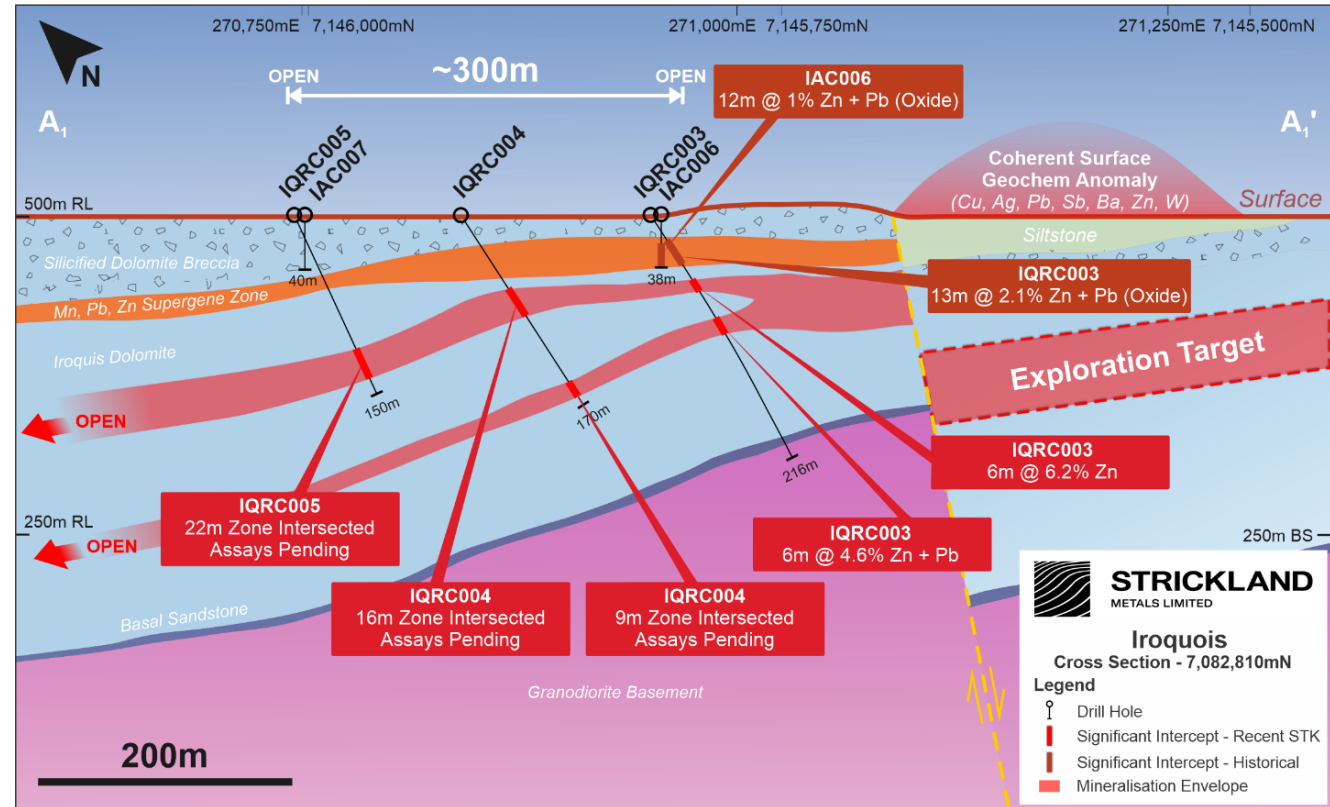 270,750mE 7,146,000mN
271,000mE 7,145,750mN
271,250mE 7,145,500mN
N
OPEN
~300m
OPEN
A1
A1'
IQRC005
IAC007
IQRC004
IQRC003
IAC006
IAC006
12m @ 1% Zn + Pb (Oxide)
Coherent Surface
Geochem Anomaly
(Cu, Ag, Pb, Sb, Ba, Zn, W)
Surface
500m RL
Siltstone
Silicified Dolomite Breccia
40m
38m
IQRC003
13m @ 2.1% Zn + Pb (Oxide)
Mn, Pb, Zn Supergene Zone
Iroquis Dolomite
Exploration Target
150m
170m
216m
OPEN
IQRC003
6m @ 6.2% Zn
IQRC005
22m Zone Intersected
Assays Pending
IQRC003
6m @ 4.6% Zn + Pb
250m RL
250m BS
OPEN
IQRC004
16m Zone Intersected
Assays Pending
IQRC004
9m Zone Intersected
Assays Pending
Basal Sandstone
Granodiorite Basement
200m
STRICKLAND
METALS LIMITED
Iroquois
Cross Section - 7,082,810mN
Legend
Drill Hole
Significant Intercept - Recent STK
Significant Intercept - Historical
Mineralisation Envelope